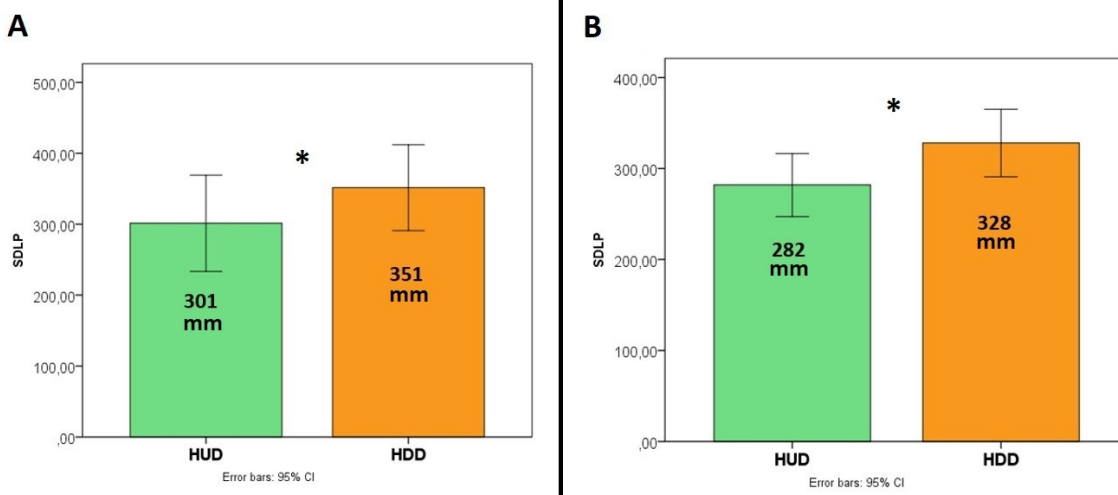 A
500,00
400,00
300,00
200,00
100,00
,00
SDLP
*
301
mm
351
mm
HUD
HDD
Error bars: 95% CI
B
400,00
300,00
200,00
100,00
,00
SDLP
*
282
mm
328
mm
HUD
HDD
Error bars: 95% CI